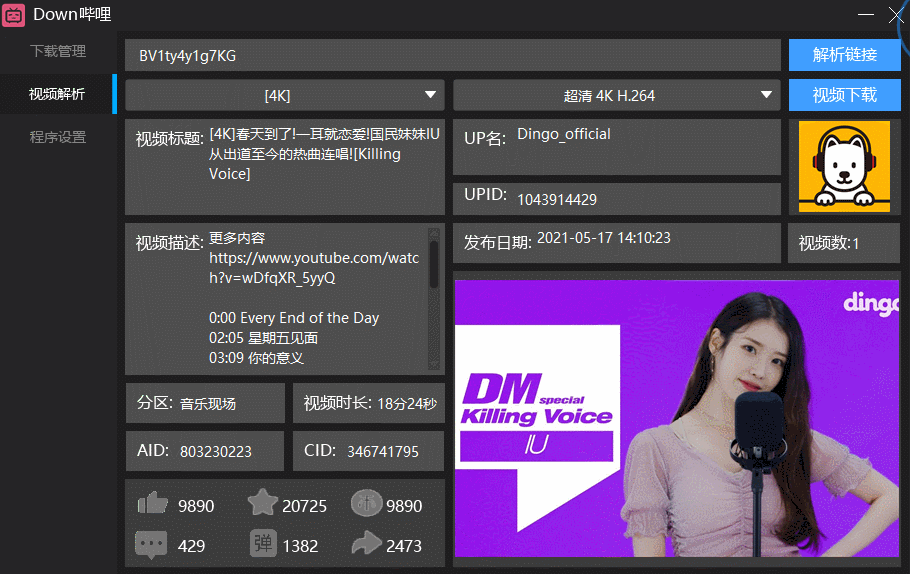 Down哔哩
下载管理
视频解析
程序设置
BV1ty4y1g7KG
解析链接
[4K]
超清 4K H.264
视频下载
视频标题: [4K]春天到了!一耳就恋爱!国民妹妹IU
从出道至今的热曲连唱![Killing
Voice]
UP名: Dingo_official
UPID: 1043914429
视频描述: 更多内容
https://www.youtube.com/watc
h?v=wDfqXR_5yyQ
0:00 Every End of the Day
02:05 星期五见面
03:09 你的意义
发布日期: 2021-05-17 14:10:23
视频数:1
分区: 音乐现场
视频时长: 18分24秒
AID: 803230223
CID: 346741795
9890
20725
9890
429
弹 1382
2473
dingo
DM special
Killing Voice
IU